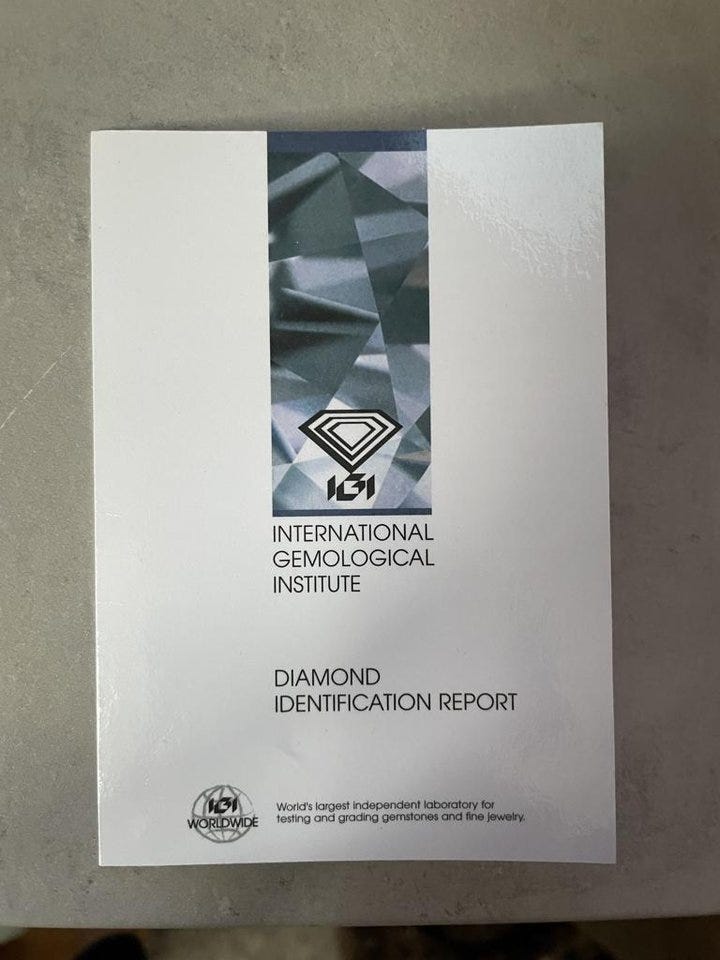 IGI
INTERNATIONAL
GEMOLOGICAL
INSTITUTE
DIAMOND
IDENTIFICATION REPORT
IGI
WORLDWIDE
World's largest independent laboratory for
testing and grading gemstones and fine jewelry.